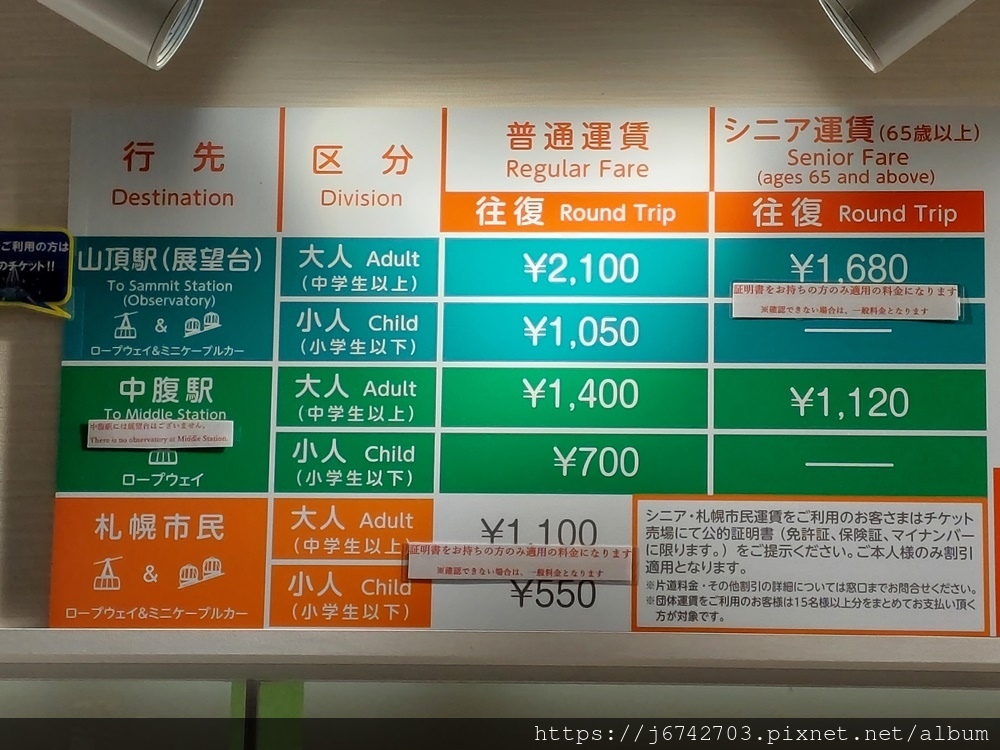 行先
Destination
区分
Division
普通運賃
Regular Fare
往復 Round Trip
シニア運賃(65歳以上)
Senior Fare
(ages 65 and above)
往復 Round Trip
ご利用の方は
のチケット!!
山頂駅(展望台)
To Sammit Station
(Observatory)
&
ロープウェイ&ミニケーブルカー
大人 Adult
(中学生以上)
¥2,100
¥1,680
証明書をお持ちの方のみ適用の料金になります
※確認できない場合は、一般料金となります
小人 Child
(小学生以下)
¥1,050
中腹駅
To Middle Station
中腹駅には展望台はございません。
There is no observatory at Middle Station.
ロープウェイ
大人 Adult
(中学生以上)
¥1,400
¥1,120
小人 Child
(小学生以下)
¥700
札幌市民
&
ロープウェイ&ミニケーブルカー
大人 Adult
(中学生以上)
¥1,100
証明書をお持ちの方のみ適用の料金になります
※確認できない場合は、一般料金となります
小人 Child
(小学生以下)
¥550
シニア・札幌市民運賃をご利用のお客さまはチケット
売場にて公的証明書(免許証、保険証、マイナンバー
に限ります。)をご提示ください。ご本人様のみ割引
適用となります。
※片道料金・その他割引の詳細については窓口までお問合せください。
※団体運賃をご利用のお客様は15名様以上分をまとめてお支払い頂く
方が対象です。
https://j6742703.pixnet.net/album